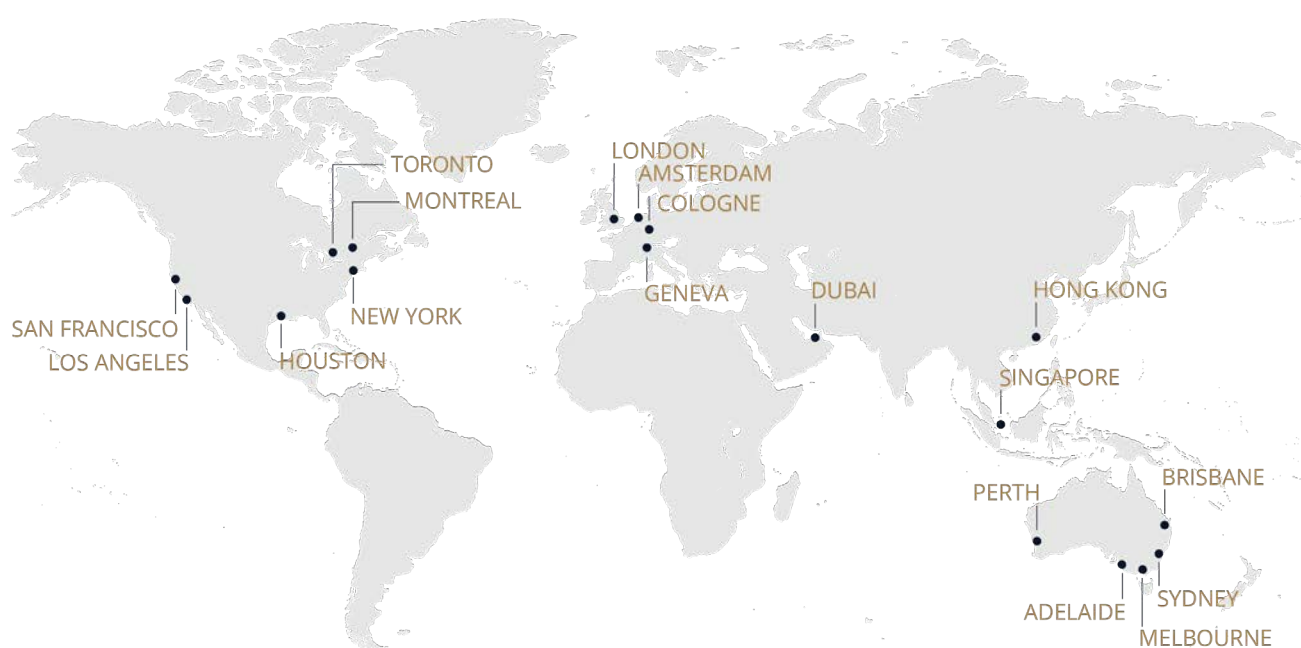 LONDON
TORONTO
AMSTERDAM
MONTREAL
COLOGNE
GENEVA
DUBAI
HONG KONG
NEW YORK
SAN FRANCISCO
LOS ANGELES
HOUSTON
SINGAPORE
BRISBANE
PERTH
SYDNEY
ADELAIDE
MELBOURNE